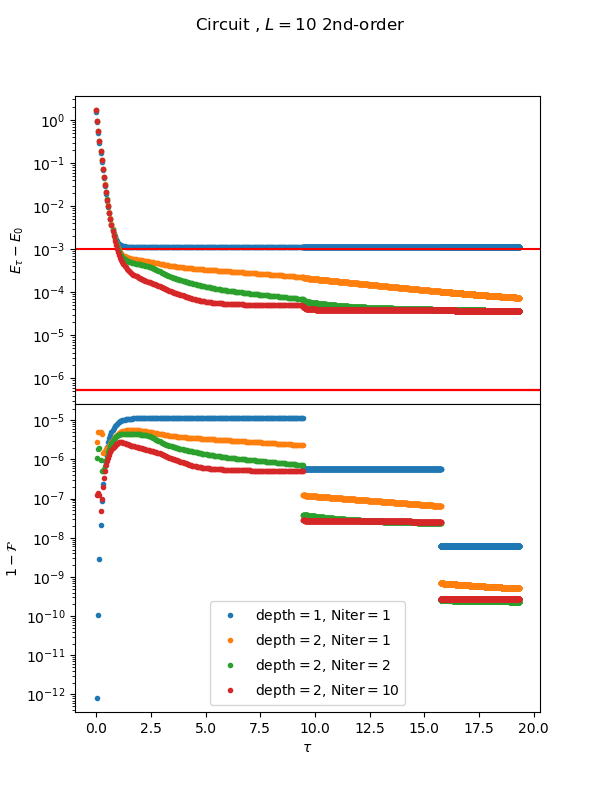 Circuit , L = 10 2nd-order
10⁰
10⁻¹
10⁻²
10⁻³
10⁻⁴
10⁻⁵
10⁻⁶
E_τ − E₀
10⁻⁵
10⁻⁶
10⁻⁷
10⁻⁸
10⁻⁹
10⁻¹⁰
10⁻¹¹
10⁻¹²
1 − ℱ
depth = 1, Niter = 1
depth = 2, Niter = 1
depth = 2, Niter = 2
depth = 2, Niter = 10
0.0 2.5 5.0 7.5 10.0 12.5 15.0 17.5 20.0
τ